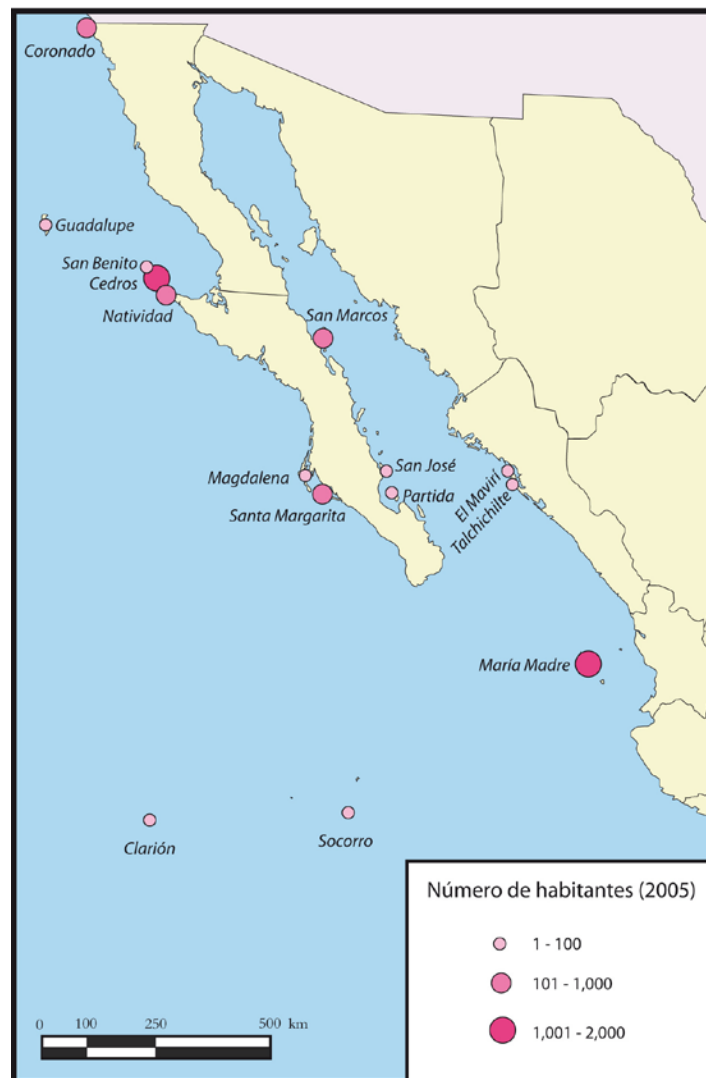 Coronado
Guadalupe
San Benito
Cedros
Natividad
San Marcos
Magdalena
Santa Margarita
San José
Partida
El Mavirí
Talchichilte
María Madre
Clarión
Socorro
Número de habitantes (2005)
1 - 100
101 - 1,000
1,001 - 2,000
0 100 250 500 km